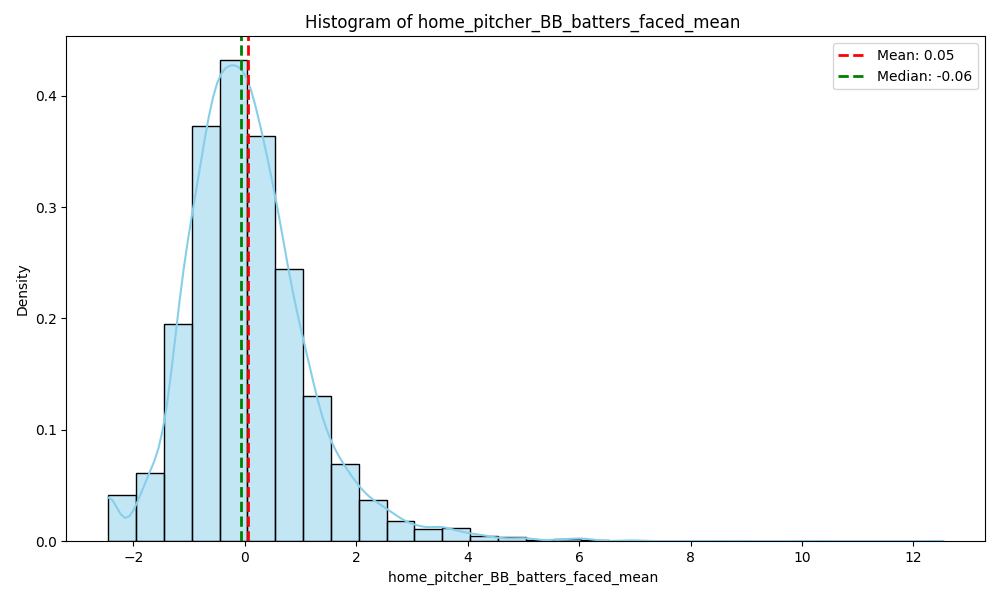 Histogram of home_pitcher_BB_batters_faced_mean
Mean: 0.05
Median: -0.06
Density
0.4
0.3
0.2
0.1
0.0
−2
0
2
4
6
8
10
12
home_pitcher_BB_batters_faced_mean